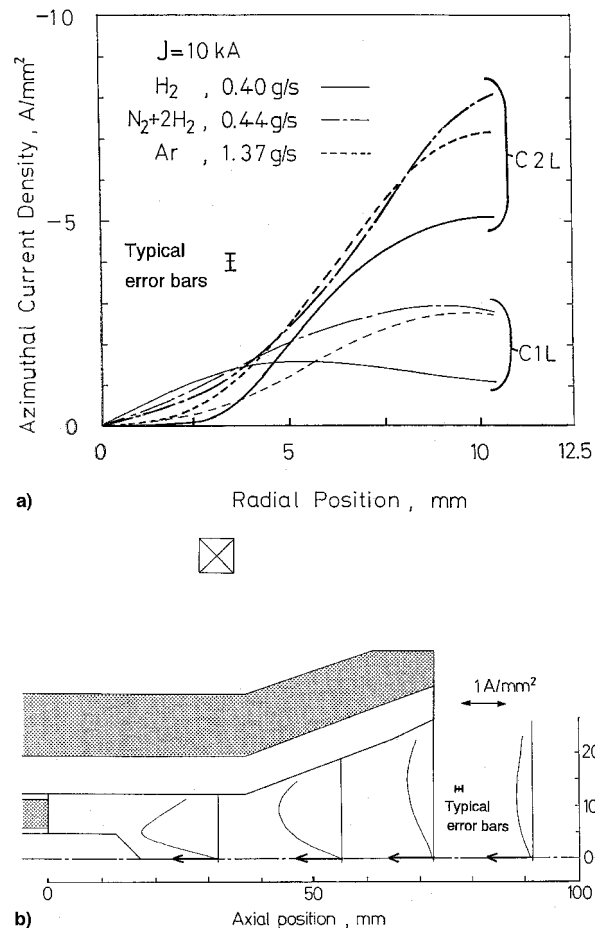 -10
J=10 kA
H₂ , 0.40 g/s
N₂+2H₂, 0.44 g/s
Ar , 1.37 g/s
C2L
-5
Typical
error bars
C1L
0
0 5 10 12.5
Azimuthal Current Density, A/mm²
Radial Position , mm
a)
1A/mm²
20
10
0
Typical
error bars
0 50 100
Axial position , mm
b)